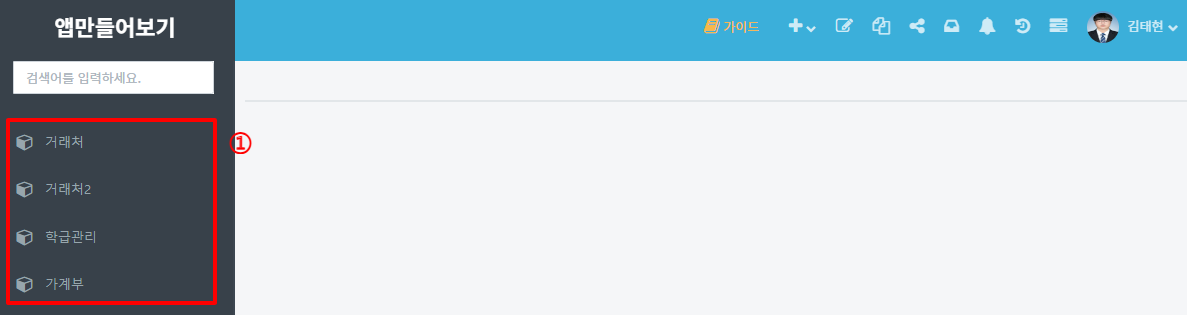 앱만들어보기
가이드
김태현
검색어를 입력하세요.
거래처
①
거래처2
학급관리
가계부